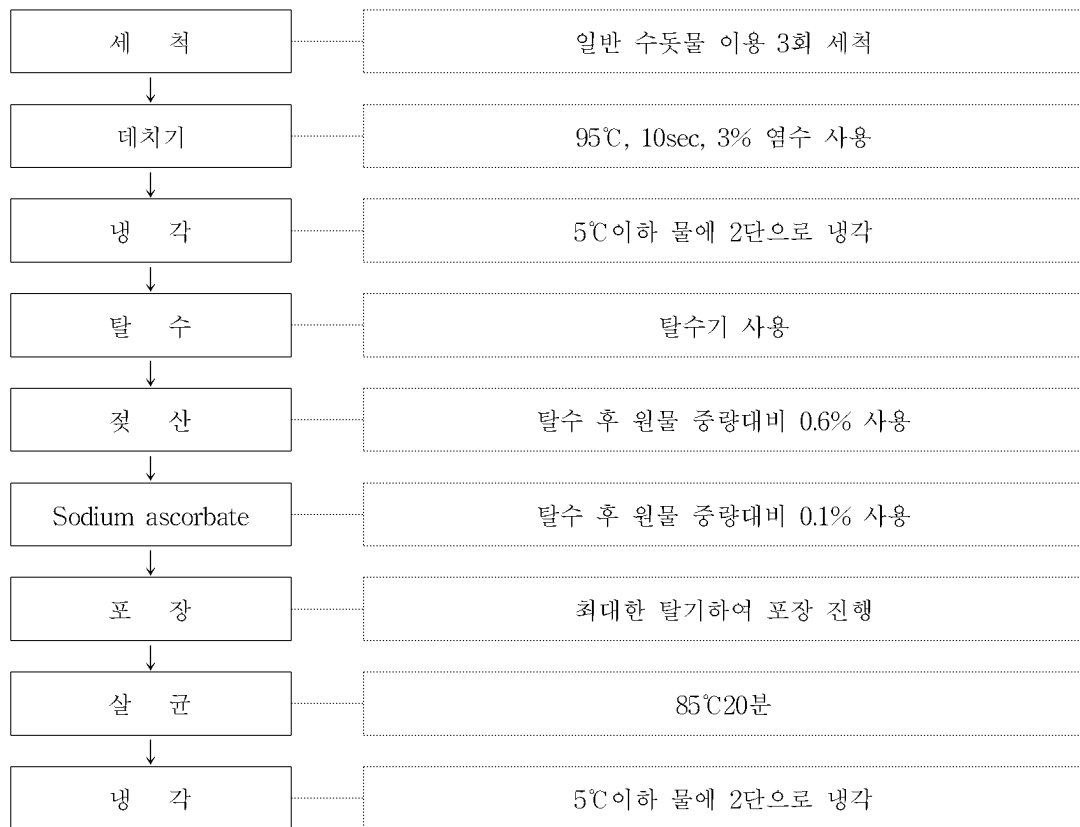 세 척
일반 수돗물 이용 3회 세척
데치기
95℃, 10sec, 3% 염수 사용
냉 각
5℃이하 물에 2단으로 냉각
탈 수
탈수기 사용
젖 산
탈수 후 원물 중량대비 0.6% 사용
Sodium ascorbate
탈수 후 원물 중량대비 0.1% 사용
포 장
최대한 탈기하여 포장 진행
살 균
85℃20분
냉 각
5℃이하 물에 2단으로 냉각